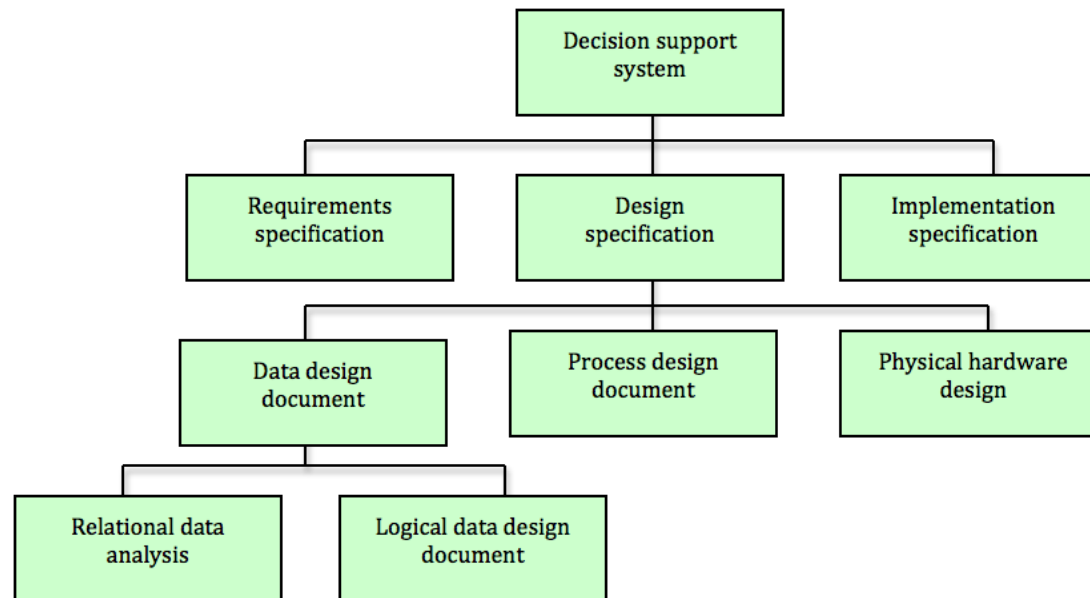 Decision support
system
Requirements
specification
Design
specification
Implementation
specification
Data design
document
Process design
document
Physical hardware
design
Relational data
analysis
Logical data design
document